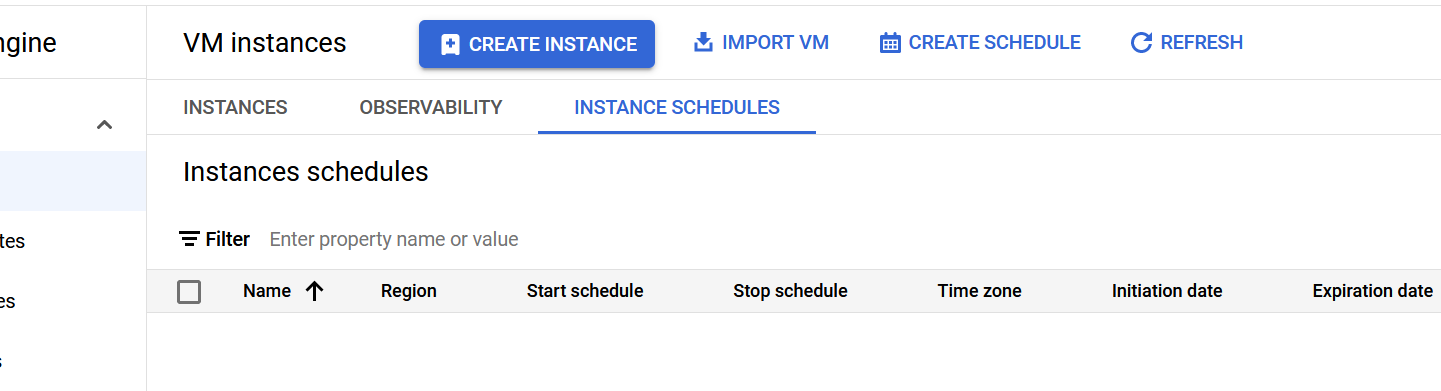 ngine
VM instances
CREATE INSTANCE
IMPORT VM
CREATE SCHEDULE
REFRESH
INSTANCES
OBSERVABILITY
INSTANCE SCHEDULES
Instances schedules
Filter
Enter property name or value
tes
Name
Region
Start schedule
Stop schedule
Time zone
Initiation date
Expiration date
es
s